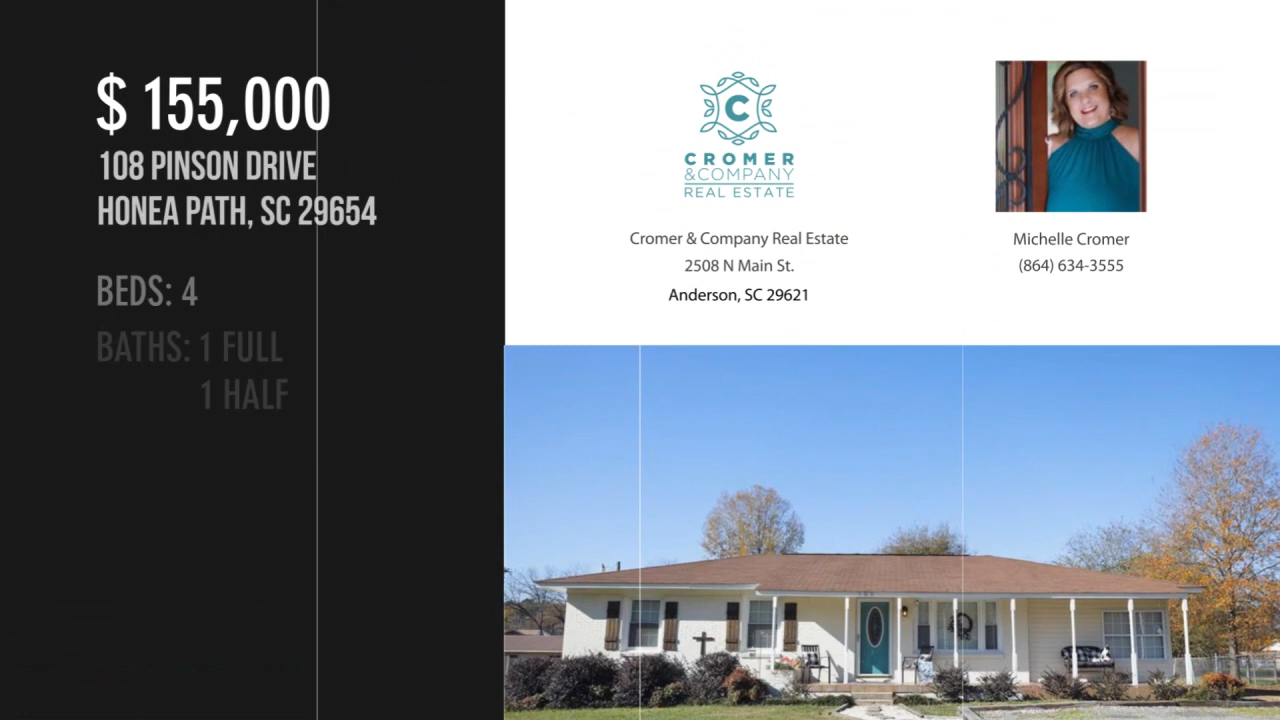 $ 155,000
108 PINSON DRIVE
HONEA PATH, SC 29654
BEDS: 4
BATHS: 1 FULL
1 HALF
C
CROMER
&COMPANY
REAL ESTATE
Cromer & Company Real Estate
2508 N Main St.
Anderson, SC 29621
Michelle Cromer
(864) 634-3555